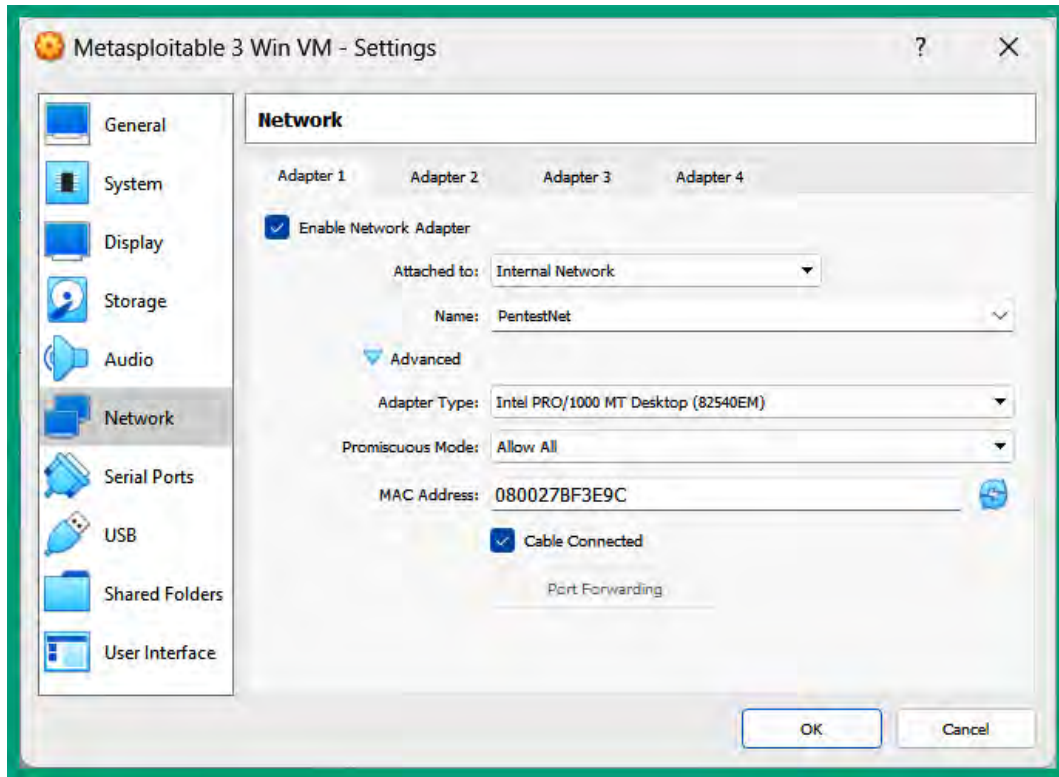 Metasploitable 3 Win VM - Settings
?
General
System
Display
Storage
Audio
Network
Serial Ports
USB
Shared Folders
User Interface
Network
Adapter 1 Adapter 2 Adapter 3 Adapter 4
Enable Network Adapter
Attached to: Internal Network
Name: PentestNet
Advanced
Adapter Type: Intel PRO/1000 MT Desktop (82540EM)
Promiscuous Mode: Allow All
MAC Address: 080027BF3E9C
Cable Connected
Port Forwarding
OK Cancel